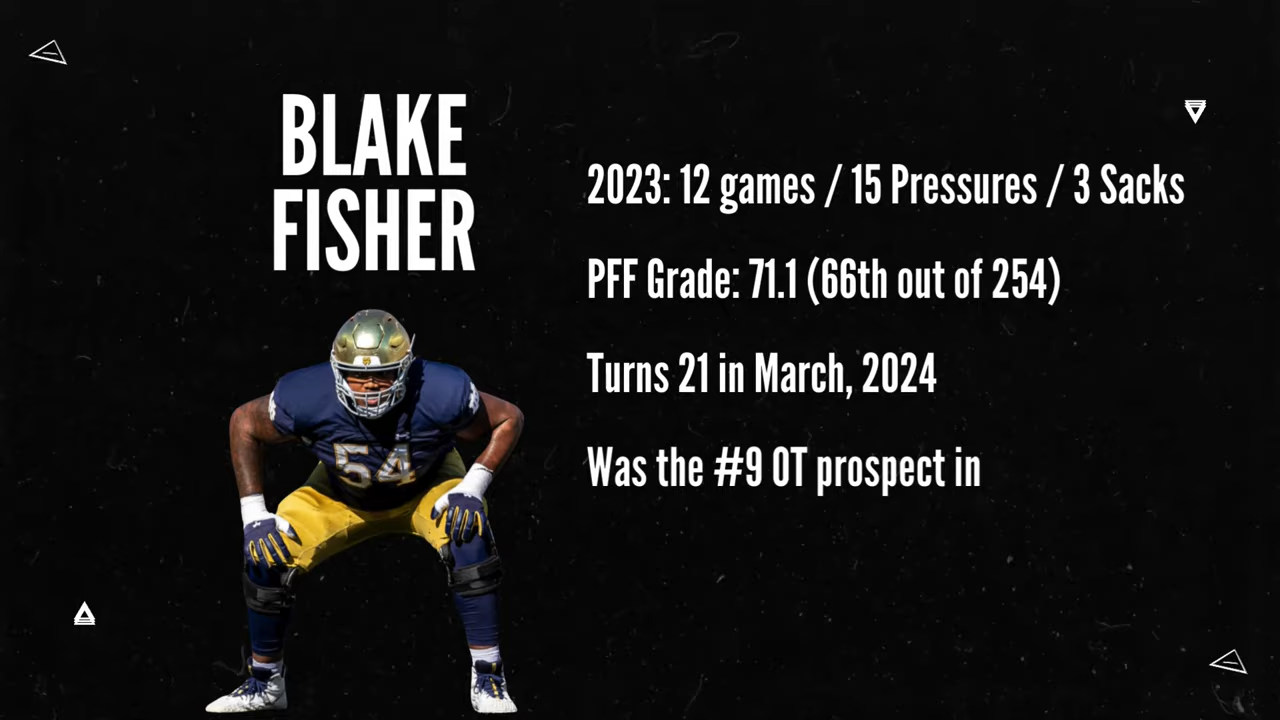 BLAKE
FISHER
2023: 12 games / 15 Pressures / 3 Sacks
PFF Grade: 71.1 (66th out of 254)
Turns 21 in March, 2024
Was the #9 OT prospect in
54